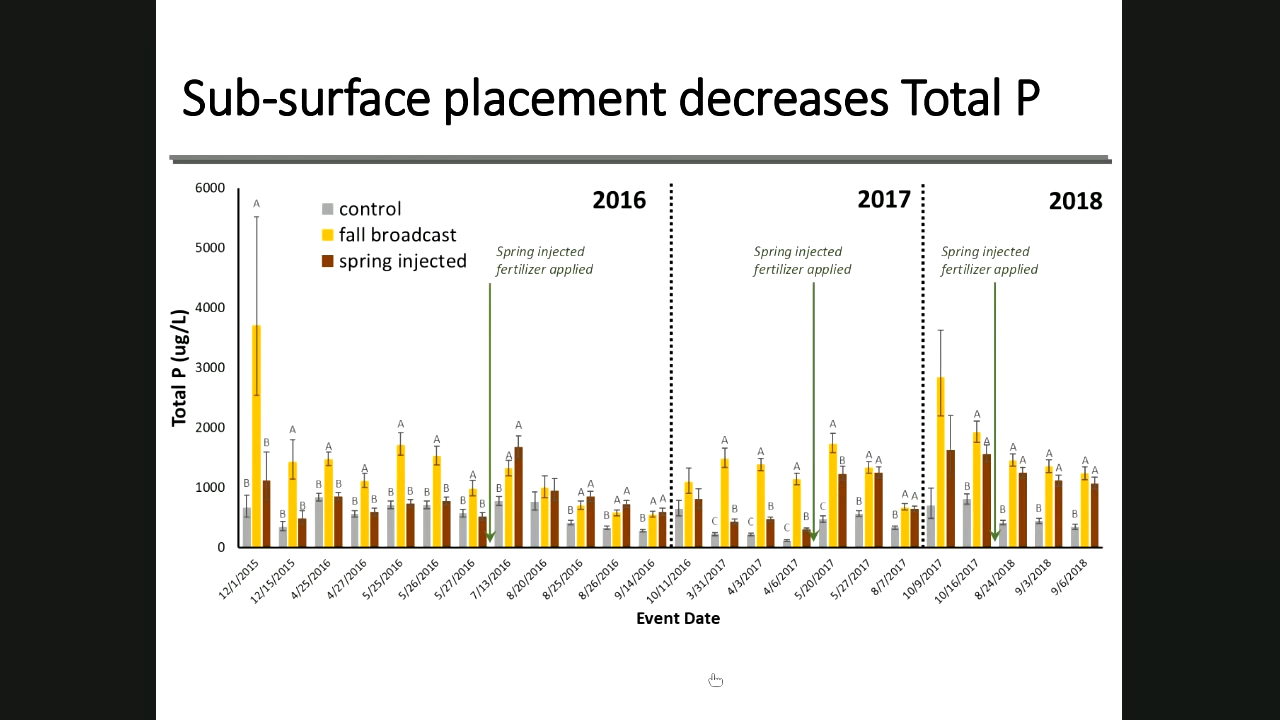 Sub-surface placement decreases Total P
6000
5000
4000
3000
2000
1000
0
Total P (ug/L)
control
fall broadcast
spring injected
2016
2017
2018
Spring injected
fertilizer applied
Spring injected
fertilizer applied
Spring injected
fertilizer applied
B A B
B A B
B A B
B A B
B A B
B A B
B A B
B A A
B A A
B A A
B A A
C A B
C A B
C A B
C A B
B A A
B A A
B A A
B A A
B A A
B A A
12/1/2015
12/15/2015
4/25/2016
4/27/2016
5/25/2016
5/26/2016
5/27/2016
7/13/2016
8/20/2016
8/25/2016
8/26/2016
9/14/2016
10/11/2016
3/31/2017
4/3/2017
4/6/2017
5/20/2017
5/27/2017
8/7/2017
10/9/2017
10/16/2017
8/24/2018
9/3/2018
9/6/2018
Event Date